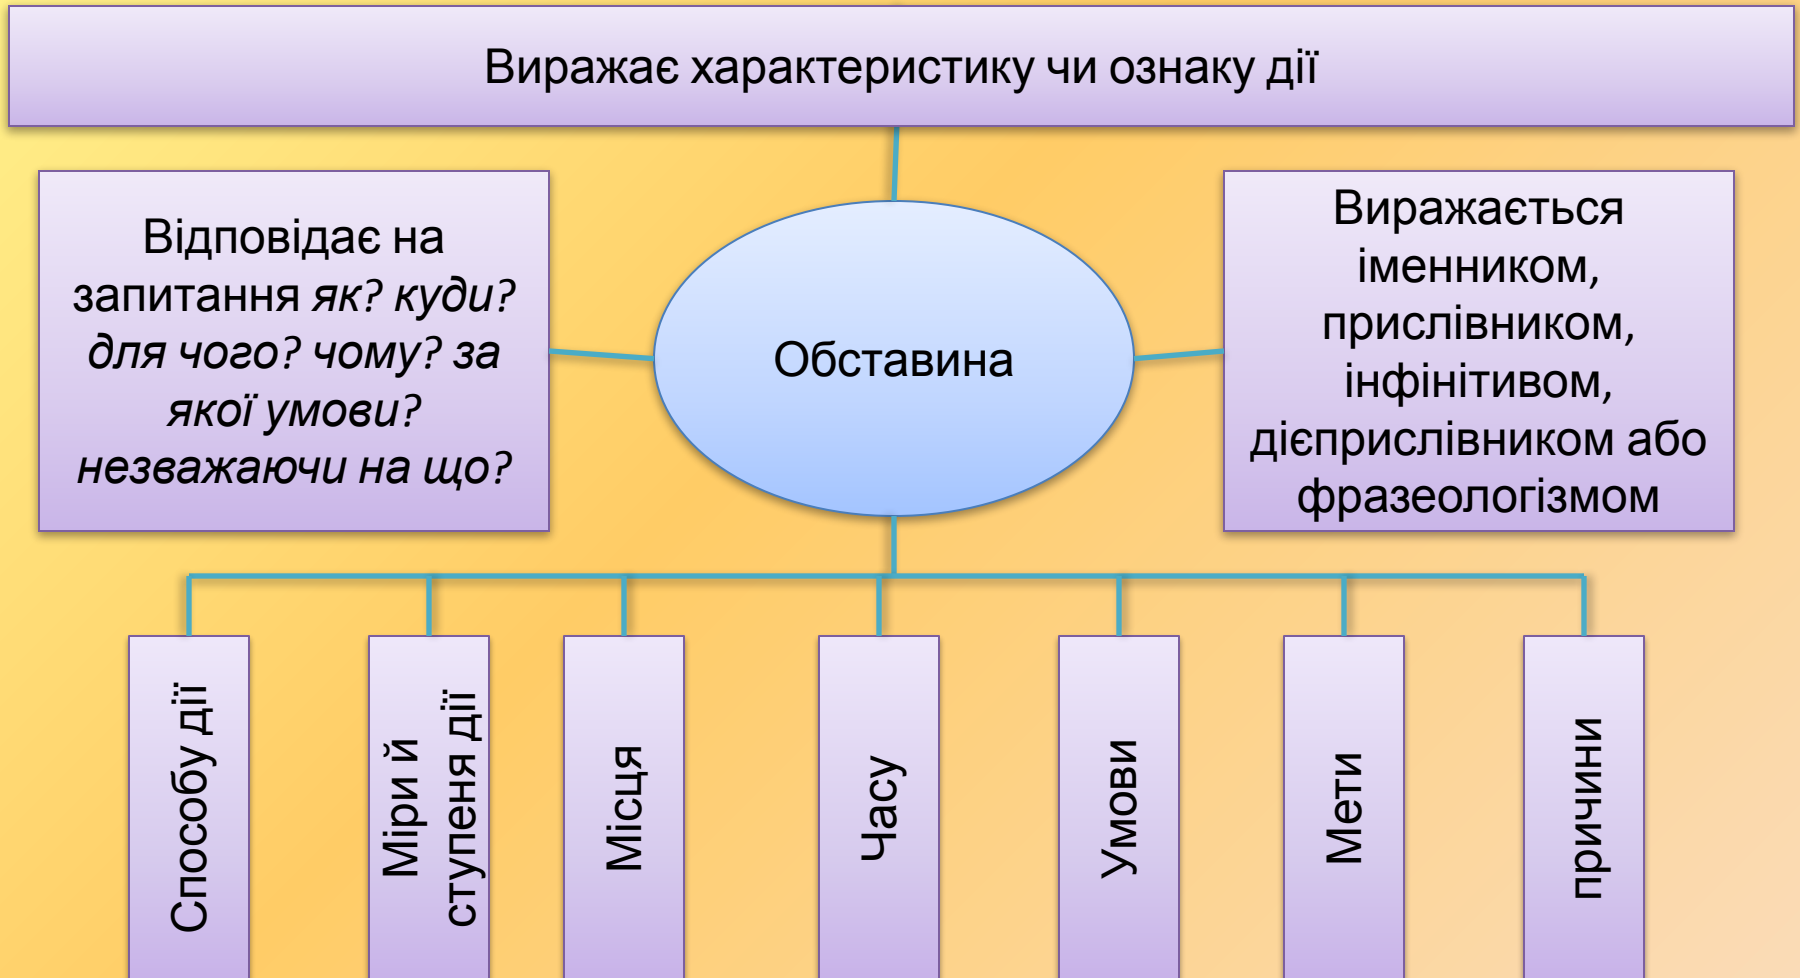 Виражає характеристику чи ознаку дії
Відповідає на
запитання як? куди?
для чого? чому? за
якої умови?
незважаючи на що?
Обставина
Виражається
іменником,
прислівником,
інфінітивом,
дієприслівником або
фразеологізмом
Способу дії
Міри й
ступеня дії
Місця
Часу
Умови
Мети
причини